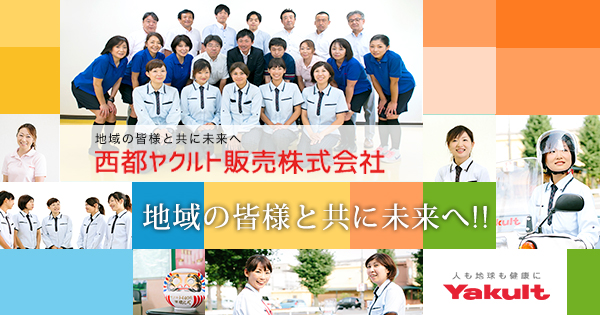 地域の皆様と共に未来へ
西都ヤクルト販売株式会社
地域の皆様と共に未来へ!!
人も地球も健康に
Yakult